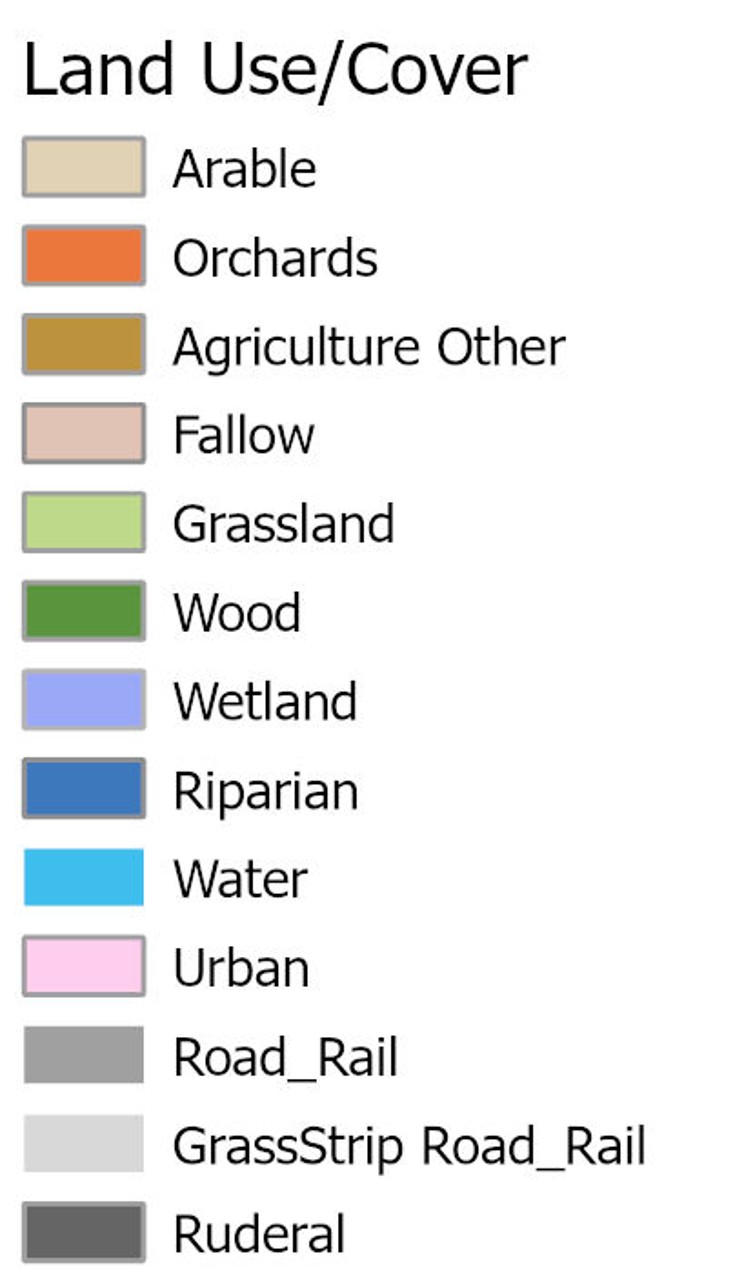 Land Use/Cover
Arable
Orchards
Agriculture Other
Fallow
Grassland
Wood
Wetland
Riparian
Water
Urban
Road_Rail
GrassStrip Road_Rail
Ruderal